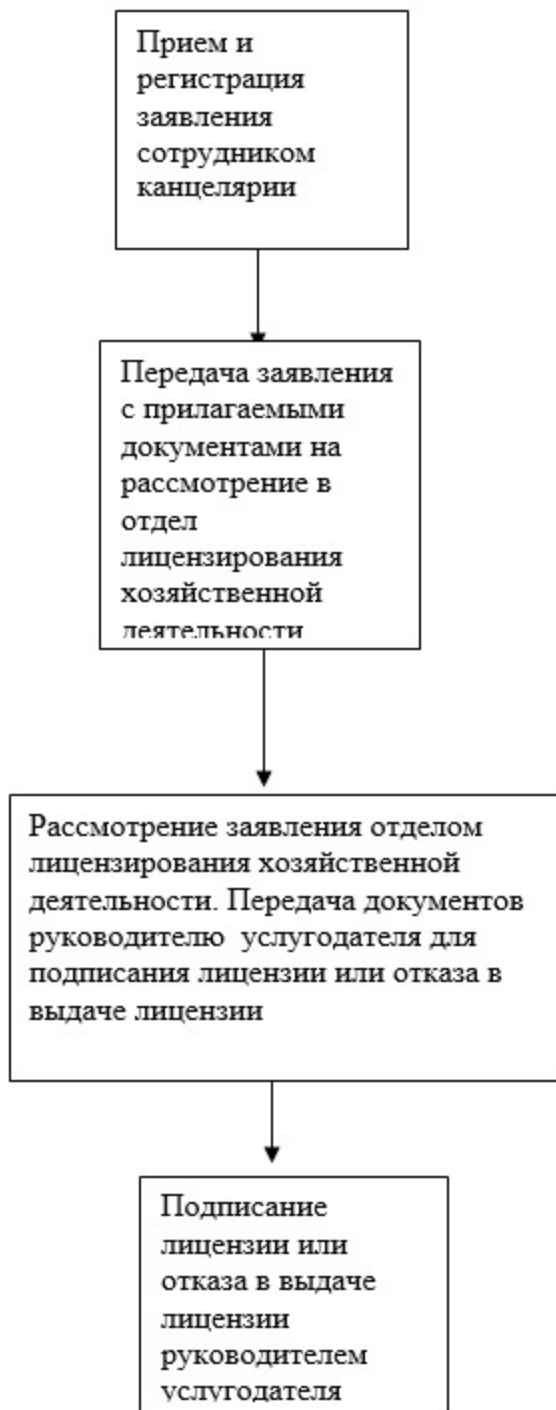 Прием и
регистрация
заявления
сотрудником
канцелярии
Передача заявления
с прилагаемыми
документами на
рассмотрение в
отдел
лицензирования
хозяйственной
деятельности
Рассмотрение заявления отделом
лицензирования хозяйственной
деятельности. Передача документов
руководителю услугодателя для
подписания лицензии или отказа в
выдаче лицензии
Подписание
лицензии или
отказа в выдаче
лицензии
руководителем
услугодателя